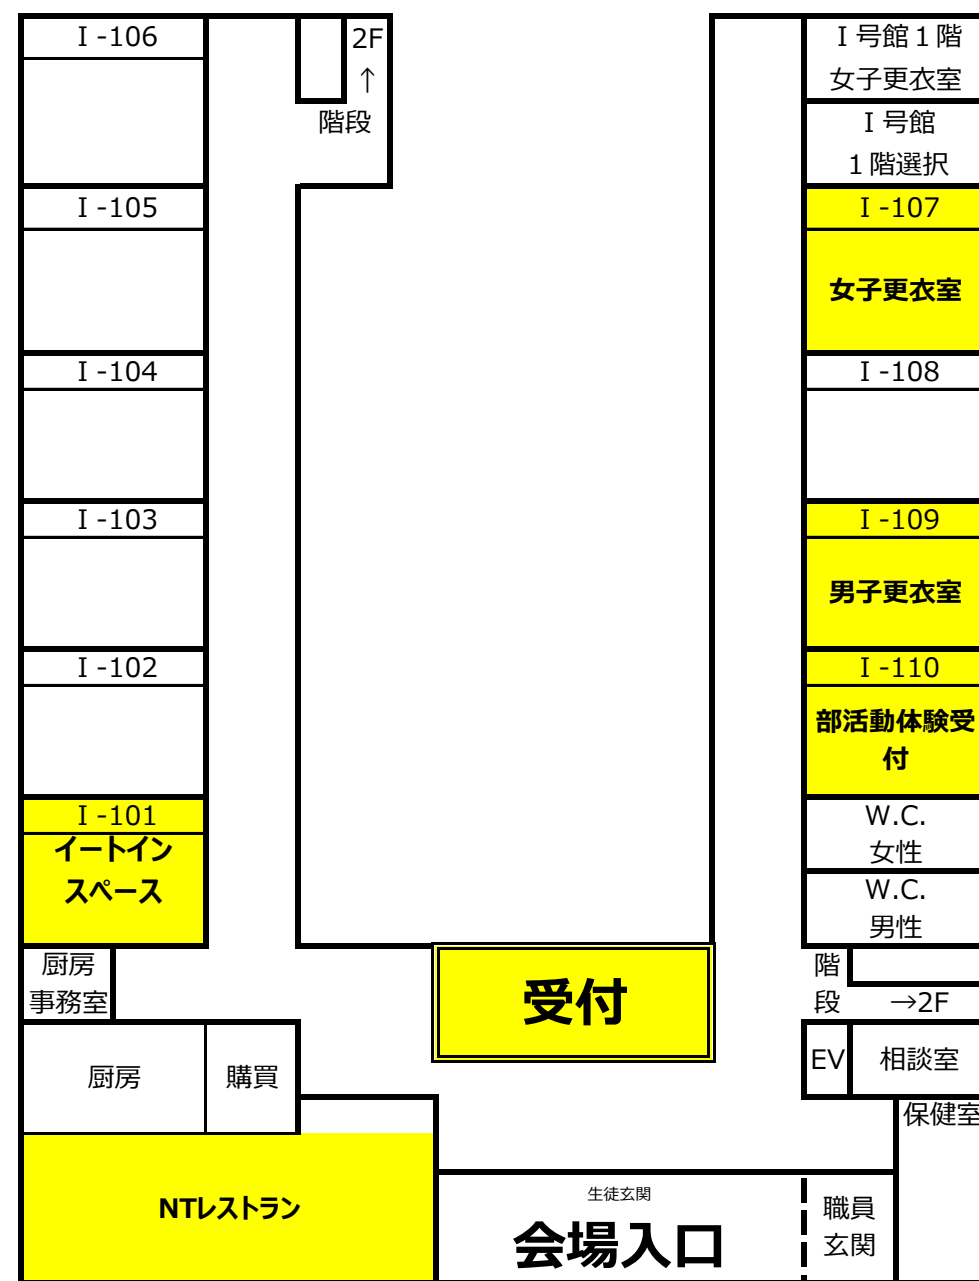 Ⅰ-106
2F
↑
階段
Ⅰ号館1階
女子更衣室
Ⅰ号館
1階選択
Ⅰ-105
Ⅰ-107
女子更衣室
Ⅰ-104
Ⅰ-108
Ⅰ-103
Ⅰ-109
男子更衣室
Ⅰ-102
Ⅰ-110
部活動体験受
付
Ⅰ-101
イートイン
スペース
W.C.
女性
W.C.
男性
厨房
事務室
受付
階
段 →2F
厨房
購買
EV
相談室
保健室
NTレストラン
生徒玄関
会場入口
職員
玄関